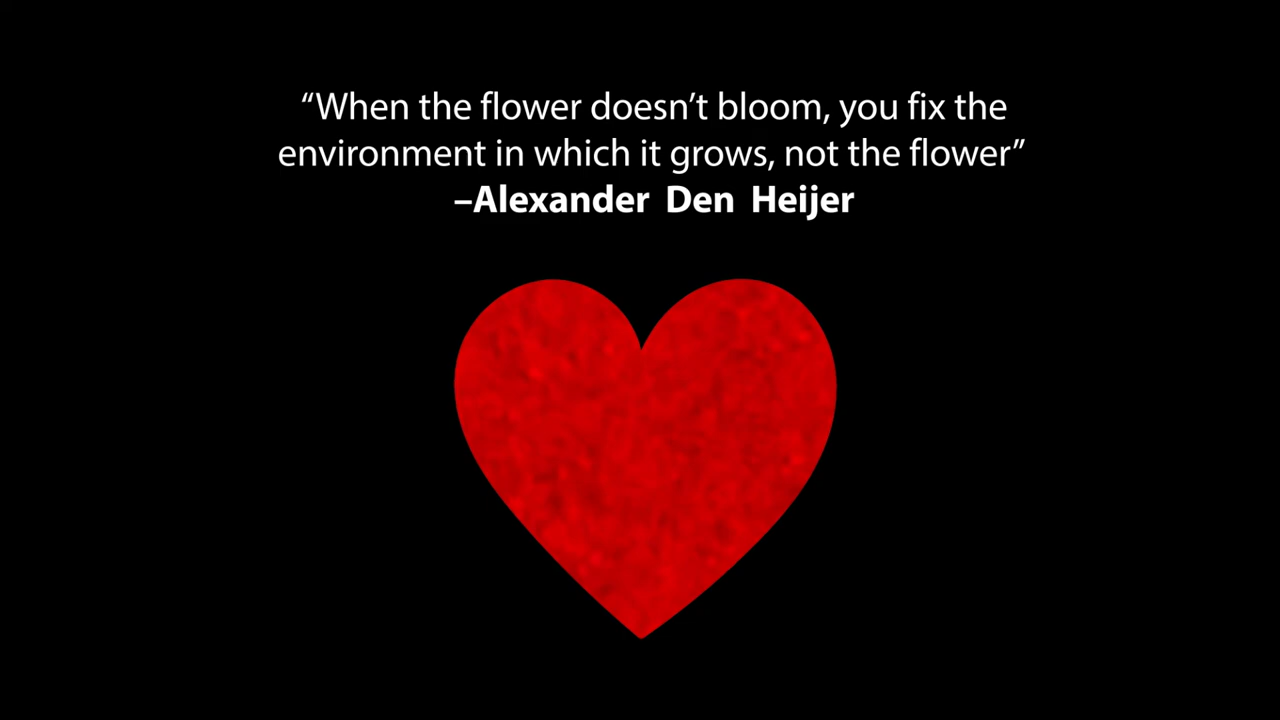 “When the flower doesn’t bloom, you fix the
environment in which it grows, not the flower”
–Alexander Den Heijer